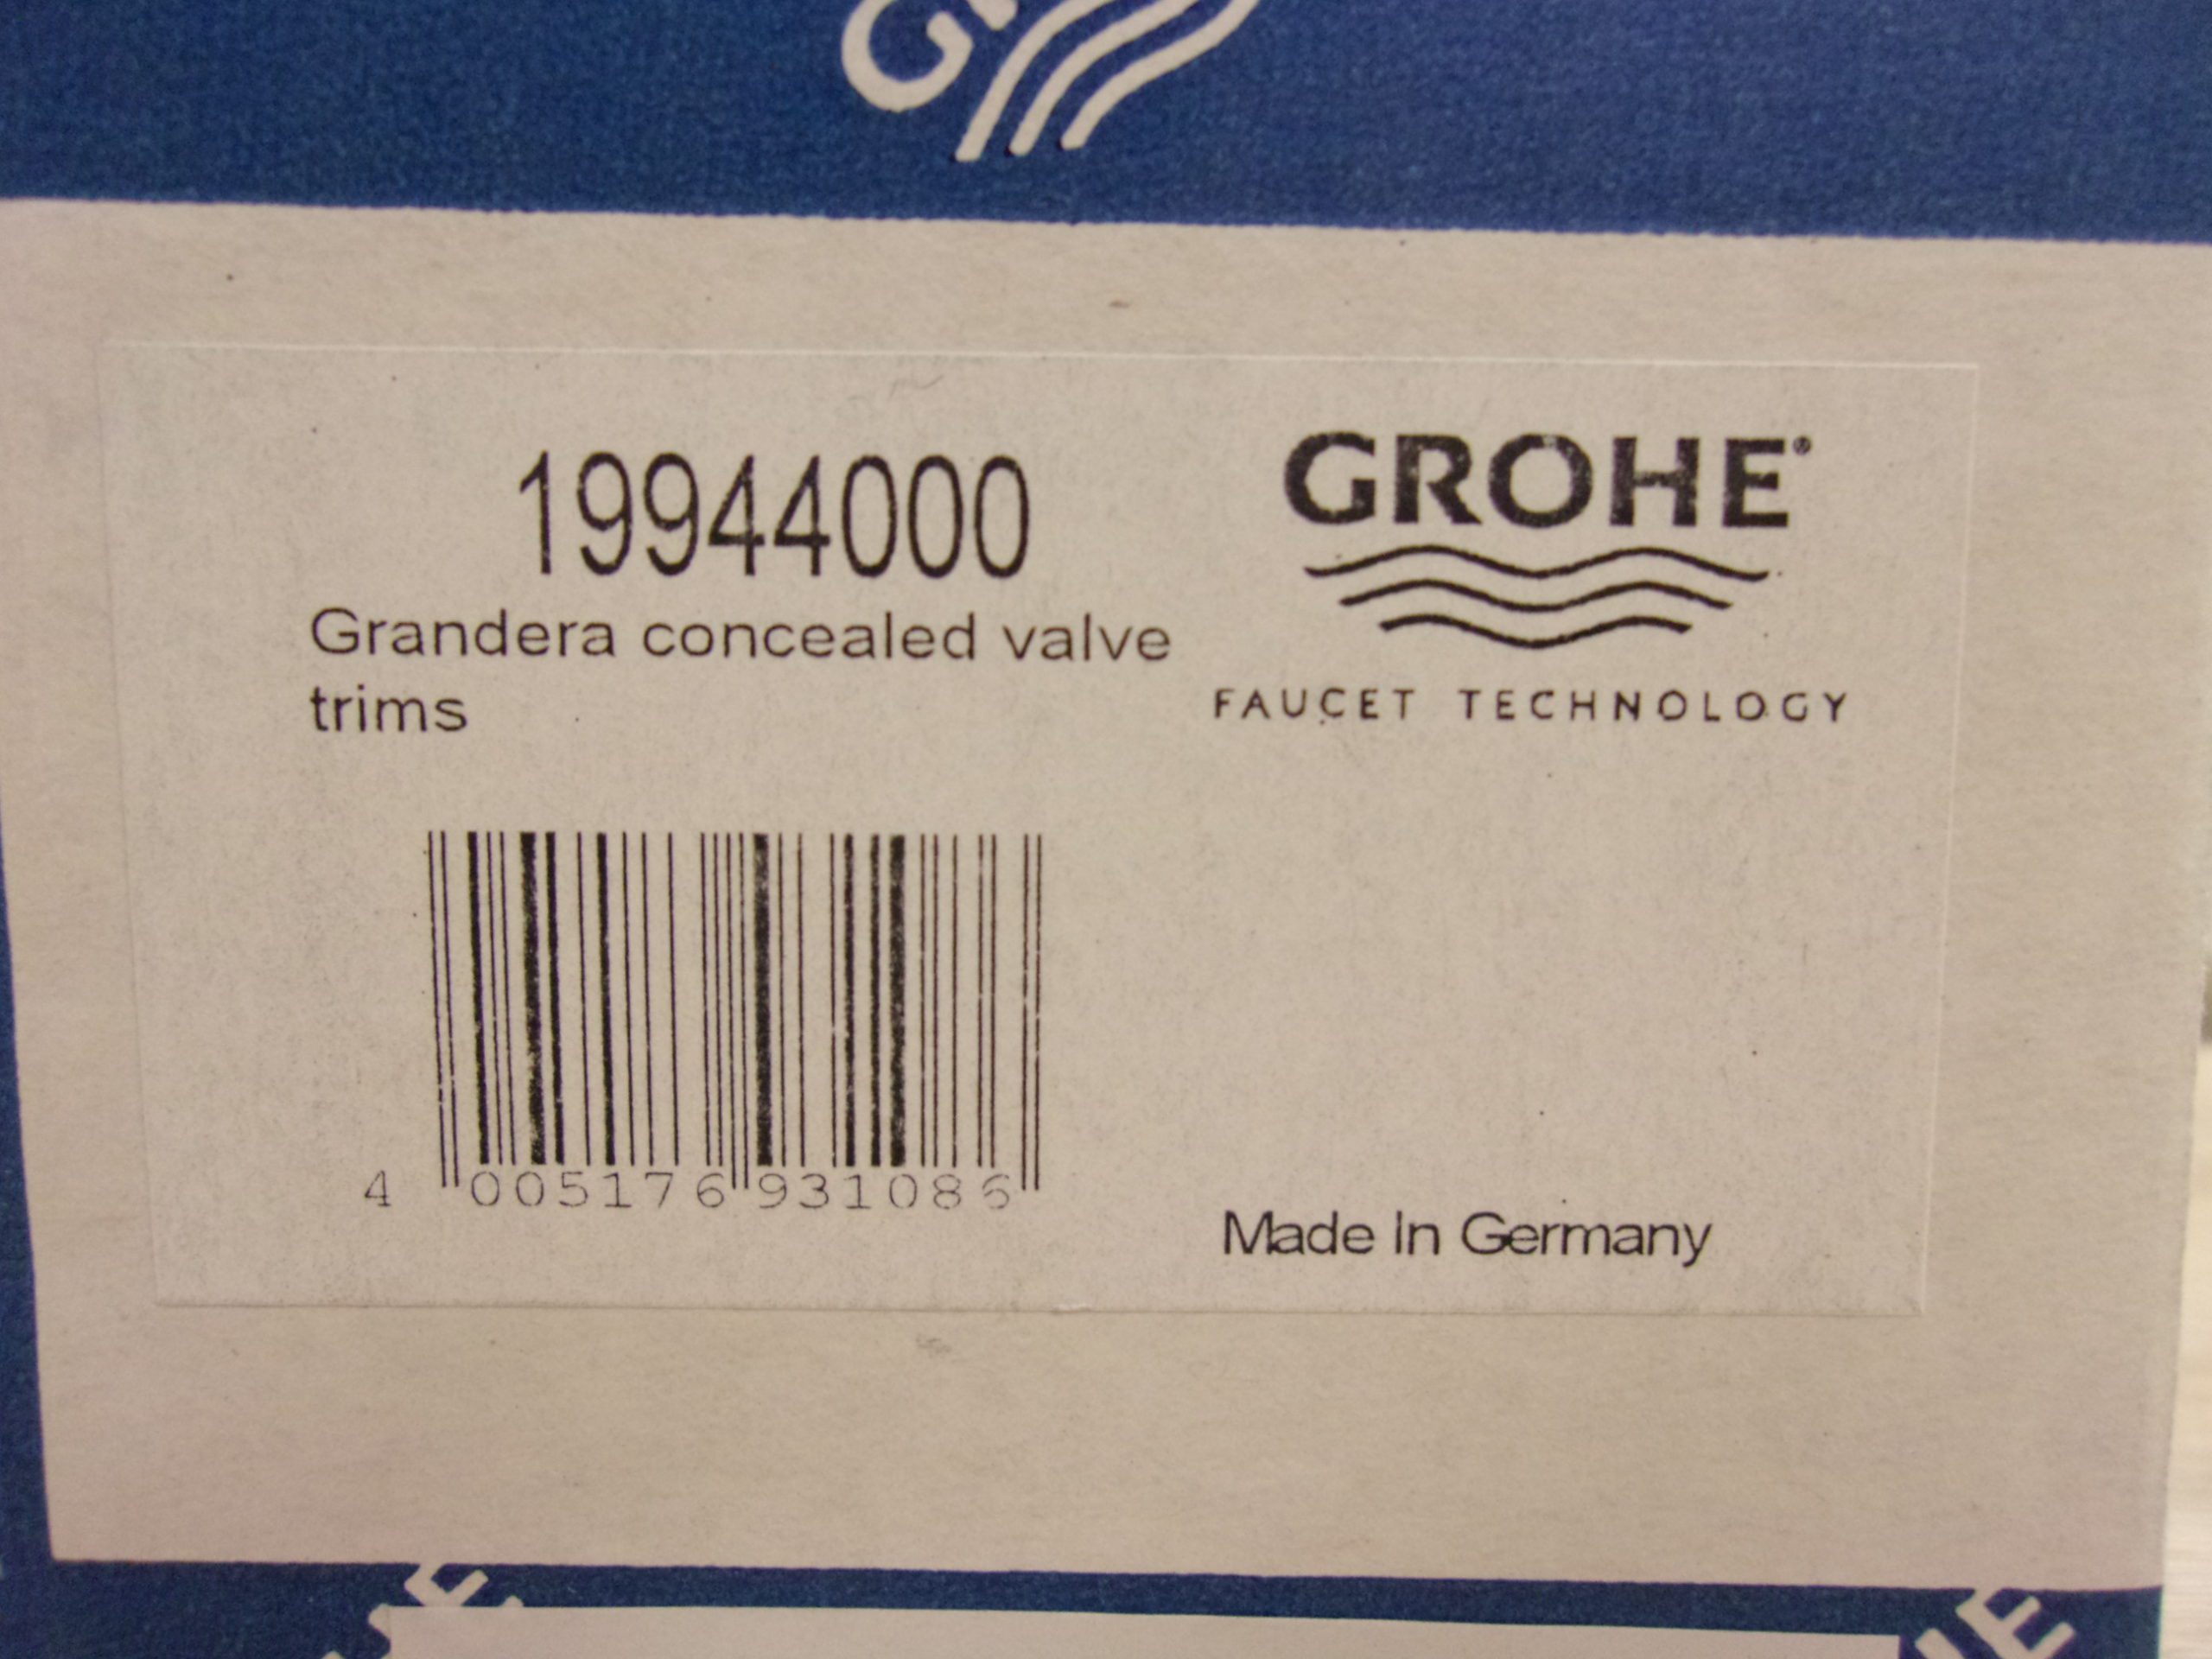 G
19944000
GROHE®
Grandera concealed valve
trims
FAUCET TECHNOLOGY
4 005176 931086
Made in Germany